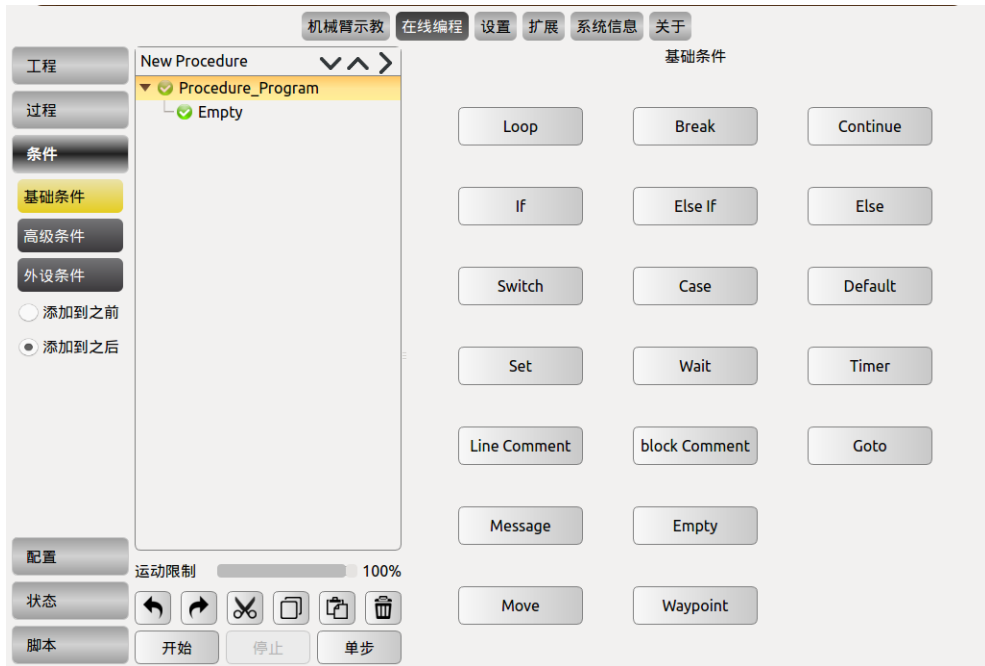 机械臂示教 在线编程 设置 扩展 系统信息 关于
工程
过程
条件
基础条件
高级条件
外设条件
添加到之前
添加到之后
配置
状态
脚本
New Procedure
Procedure_Program
Empty
运动限制 100%
开始 停止 单步
基础条件
Loop Break Continue
If Else If Else
Switch Case Default
Set Wait Timer
Line Comment block Comment Goto
Message Empty
Move Waypoint